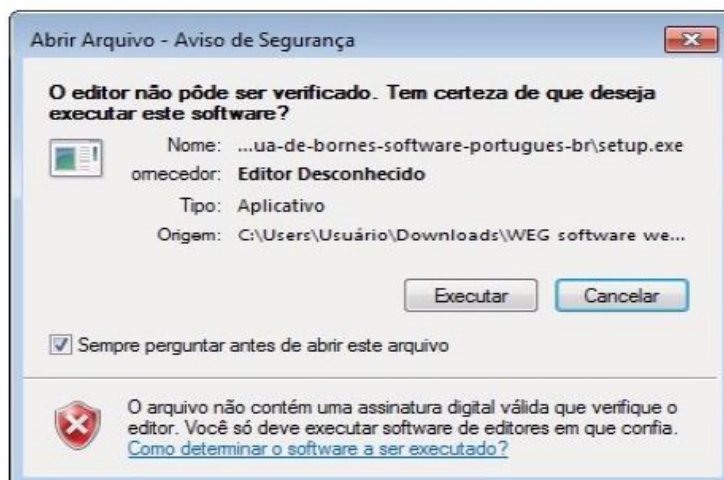 Abrir Arquivo - Aviso de Segurança
O editor não pôde ser verificado. Tem certeza de que deseja
executar este software?
Nome: ...ua-de-bornes-software-portugues-br\setup.exe
omecedor: Editor Desconhecido
Tipo: Aplicativo
Origem: C:\Users\Usuário\Downloads\WEG software we...
Executar Cancelar
Sempre perguntar antes de abrir este arquivo
O arquivo não contém uma assinatura digital válida que verifique o
editor. Você só deve executar software de editores em que confia.
Como determinar o software a ser executado?